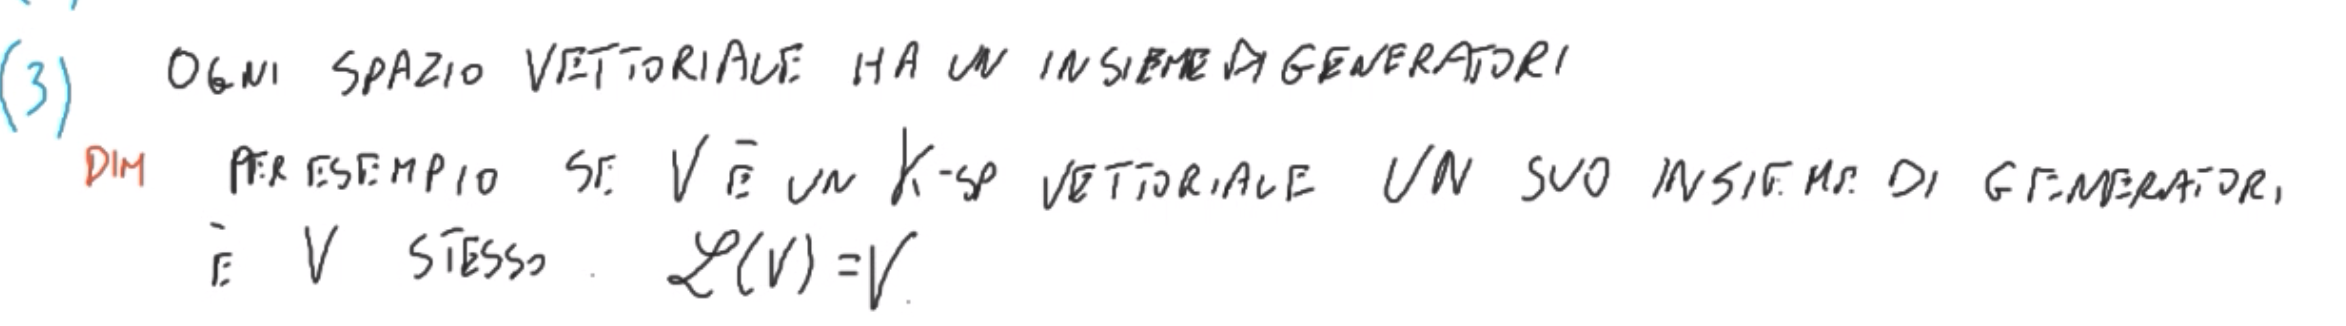 (3) OGNI SPAZIO VETTORIALE HA UN INSIEME DI GENERATORI
DIM PER ESEMPIO SE V È UN K-SP VETTORIALE UN SUO INSIEME DI GENERATORI
È V STESSO. ℒ(V)=V.